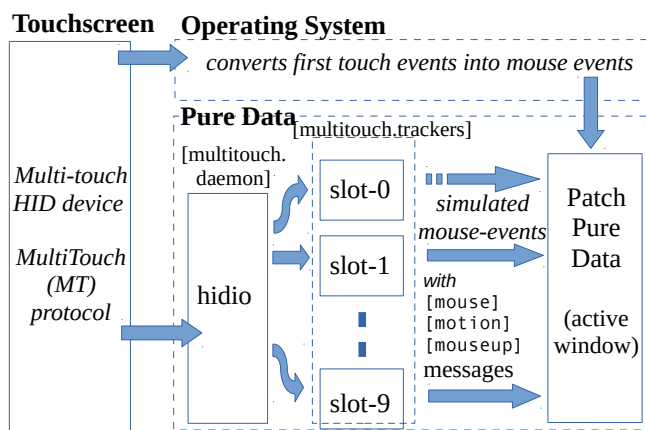 Touchscreen
Operating System
converts first touch events into mouse events
Pure Data
[multitouch.trackers]
[multitouch.
daemon]
Multi-touch
HID device
MultiTouch
(MT)
protocol
hidio
slot-0
slot-1
slot-9
simulated
mouse-events
with
[mouse]
[motion]
[mouseup]
messages
Patch
Pure
Data
(active
window)